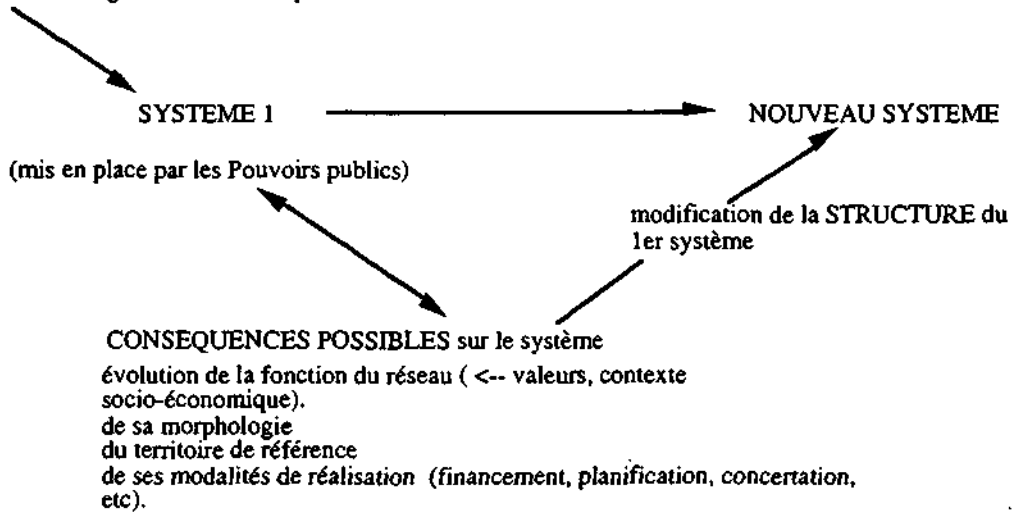 SYSTEME 1
NOUVEAU SYSTEME
(mis en place par les Pouvoirs publics)
modification de la STRUCTURE du
1er système
CONSEQUENCES POSSIBLES sur le système
évolution de la fonction du réseau ( <-- valeurs, contexte
socio-économique).
de sa morphologie
du territoire de référence
de ses modalités de réalisation (financement, planification, concertation,
etc).